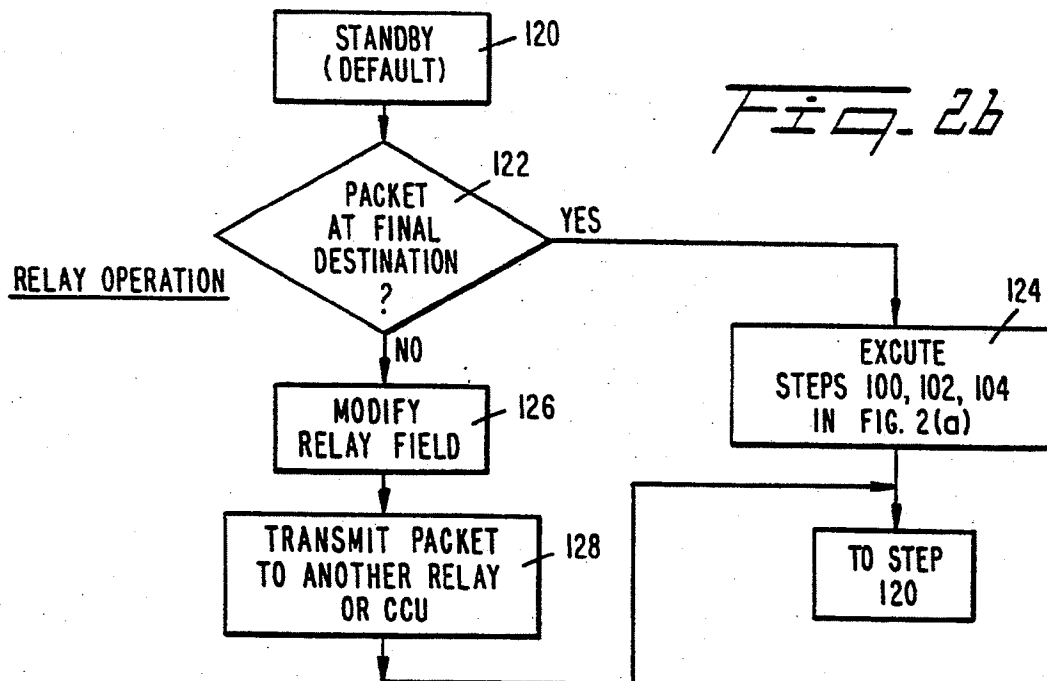 STANDBY
(DEFAULT)
120
Fig. 2b
PACKET
AT FINAL
DESTINATION
?
122
YES
RELAY OPERATION
NO
124
EXCUTE
STEPS 100, 102, 104
IN FIG. 2(a)
MODIFY
RELAY FIELD
126
TRANSMIT PACKET
TO ANOTHER RELAY
OR CCU
128
TO STEP
120